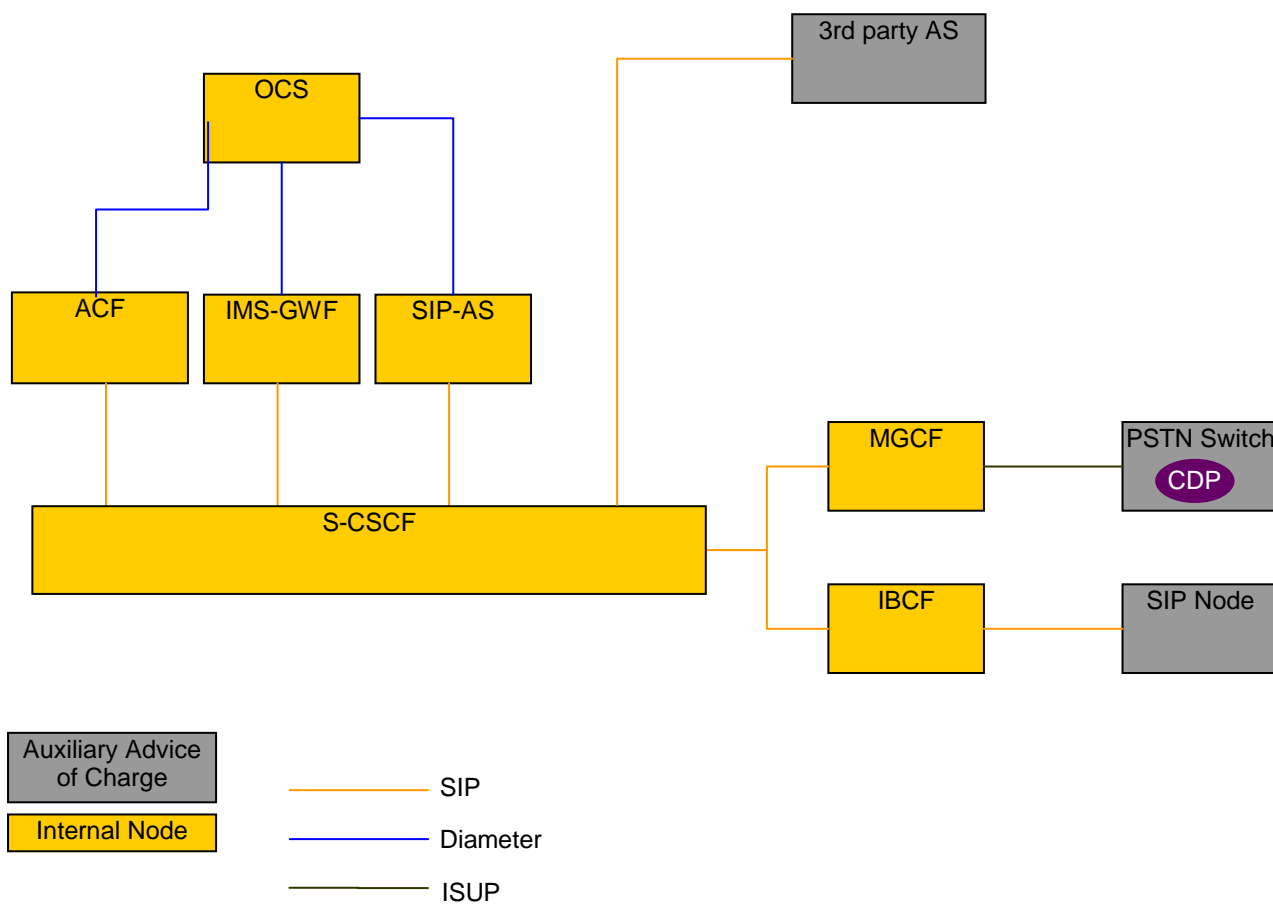 3rd party AS
OCS
ACF
IMS-GWF
SIP-AS
MGCF
PSTN Switch
CDP
S-CSCF
IBCF
SIP Node
Auxiliary Advice
of Charge
Internal Node
SIP
Diameter
ISUP